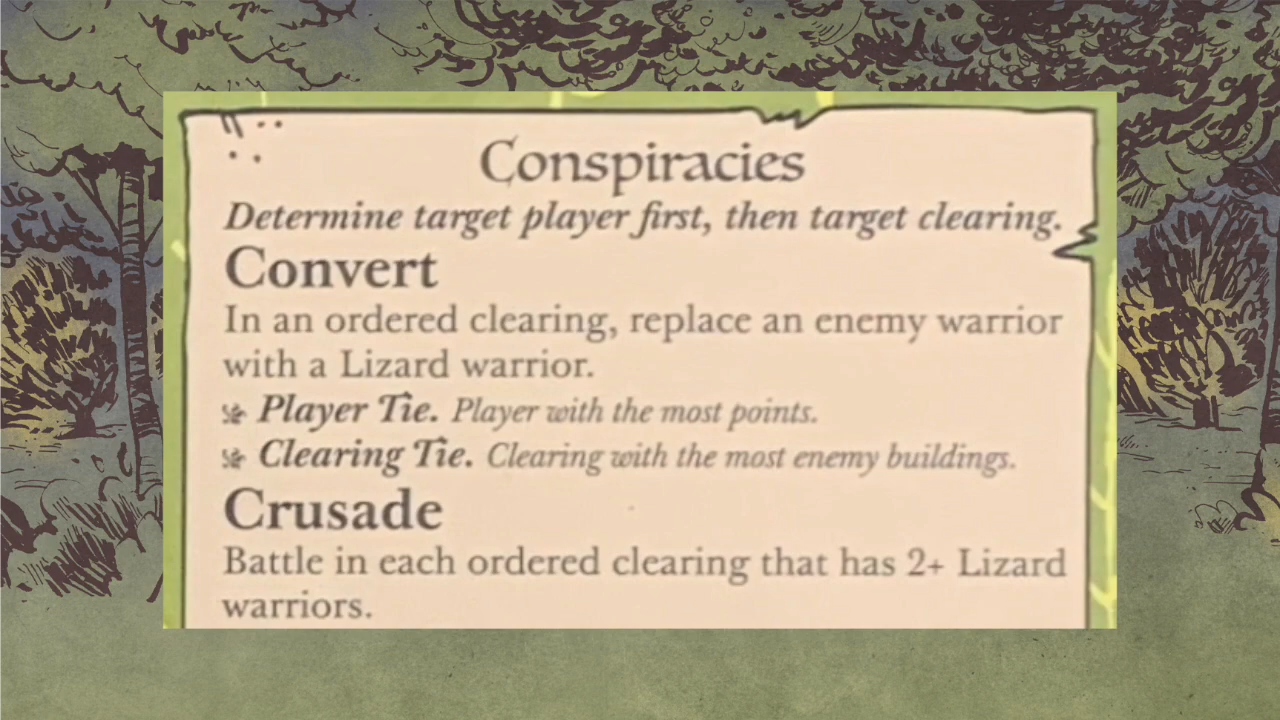 Conspiracies
Determine target player first, then target clearing.
Convert
In an ordered clearing, replace an enemy warrior
with a Lizard warrior.
Player Tie. Player with the most points.
Clearing Tie. Clearing with the most enemy buildings.
Crusade
Battle in each ordered clearing that has 2+ Lizard
warriors.